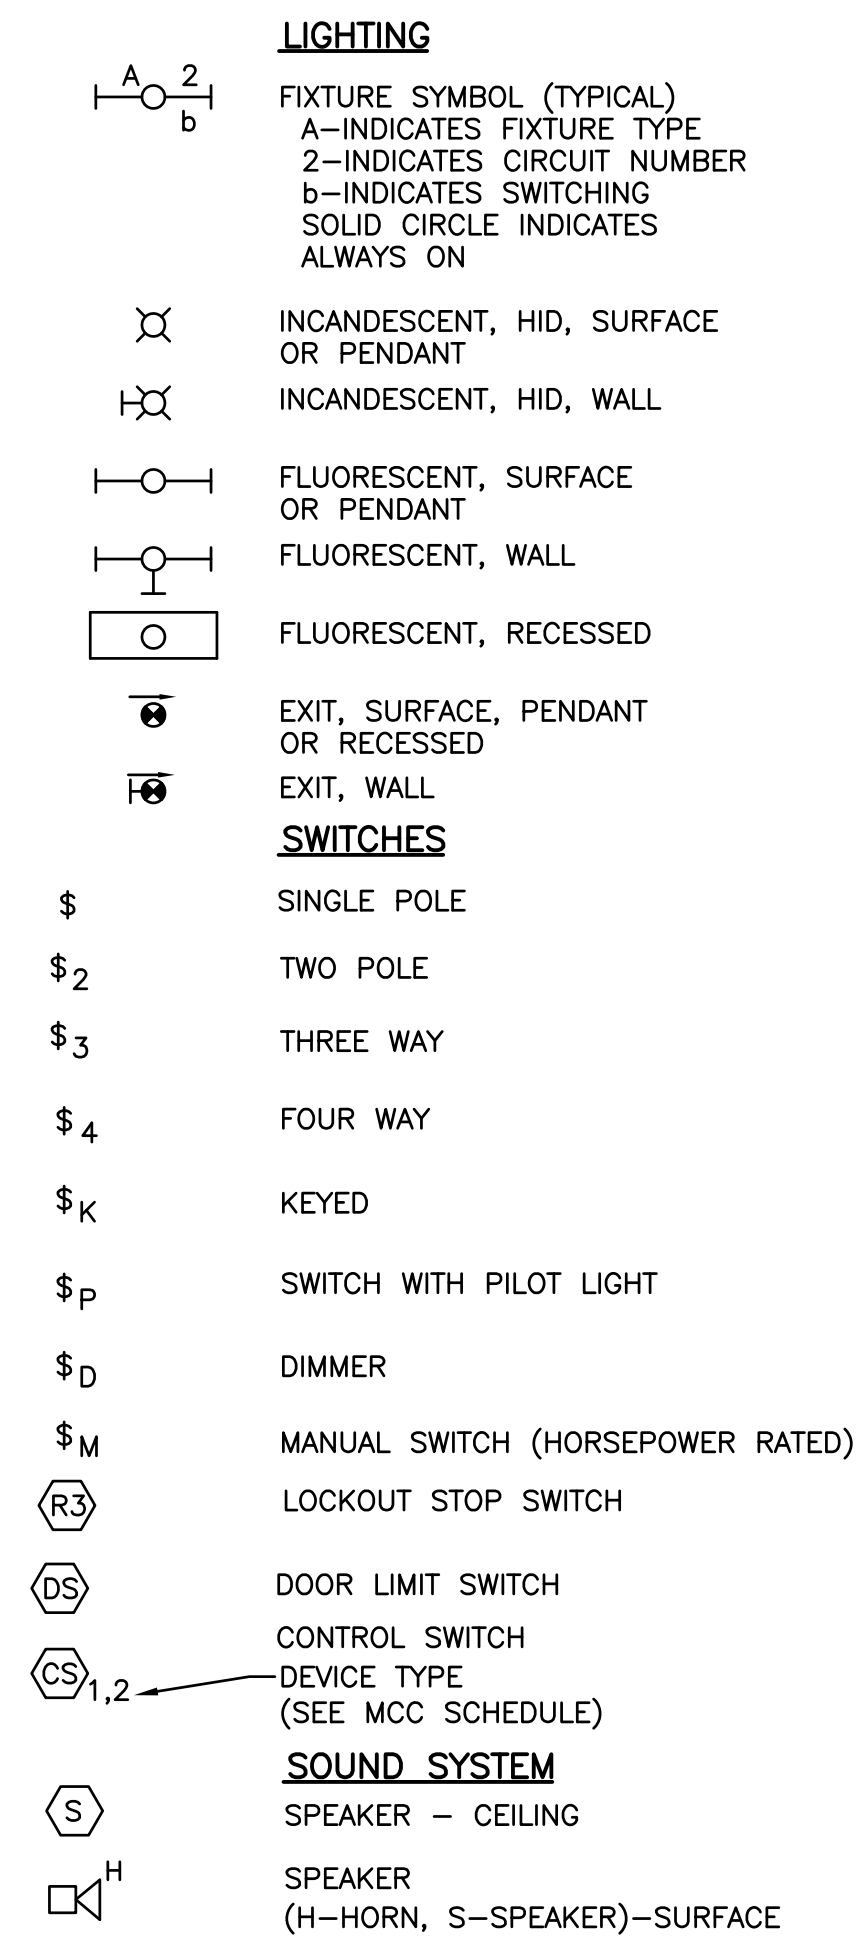 LIGHTING
A 2
b
FIXTURE SYMBOL (TYPICAL)
A-INDICATES FIXTURE TYPE
2-INDICATES CIRCUIT NUMBER
b-INDICATES SWITCHING
SOLID CIRCLE INDICATES
ALWAYS ON
INCANDESCENT, HID, SURFACE
OR PENDANT
INCANDESCENT, HID, WALL
FLUORESCENT, SURFACE
OR PENDANT
FLUORESCENT, WALL
FLUORESCENT, RECESSED
EXIT, SURFACE, PENDANT
OR RECESSED
EXIT, WALL
SWITCHES
$ SINGLE POLE
$2 TWO POLE
$3 THREE WAY
$4 FOUR WAY
$K KEYED
$P SWITCH WITH PILOT LIGHT
$D DIMMER
$M MANUAL SWITCH (HORSEPOWER RATED)
R3 LOCKOUT STOP SWITCH
DS DOOR LIMIT SWITCH
CONTROL SWITCH
CS1,2 DEVICE TYPE
(SEE MCC SCHEDULE)
SOUND SYSTEM
S SPEAKER - CEILING
H SPEAKER
(H-HORN, S-SPEAKER)-SURFACE